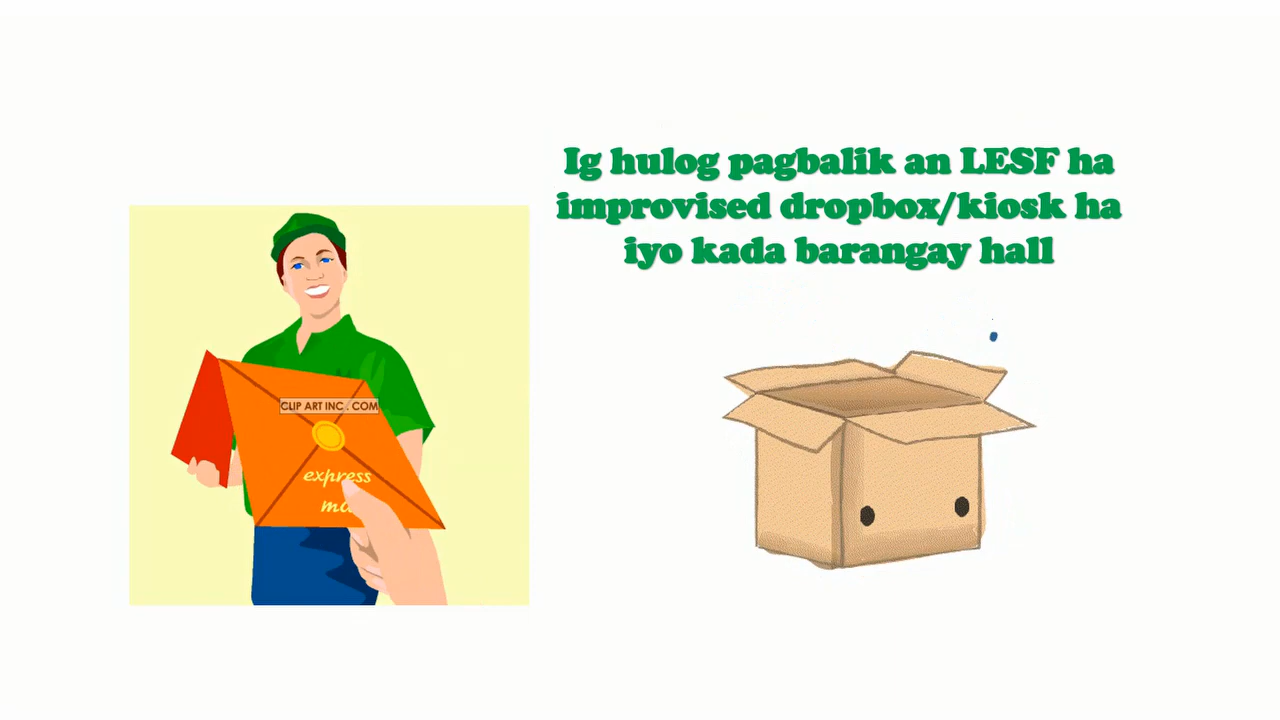 Ig hulog pagbalik an LESF ha
improvised dropbox/kiosk ha
iyo kada barangay hall
CLIP ART INC . COM
express
ma